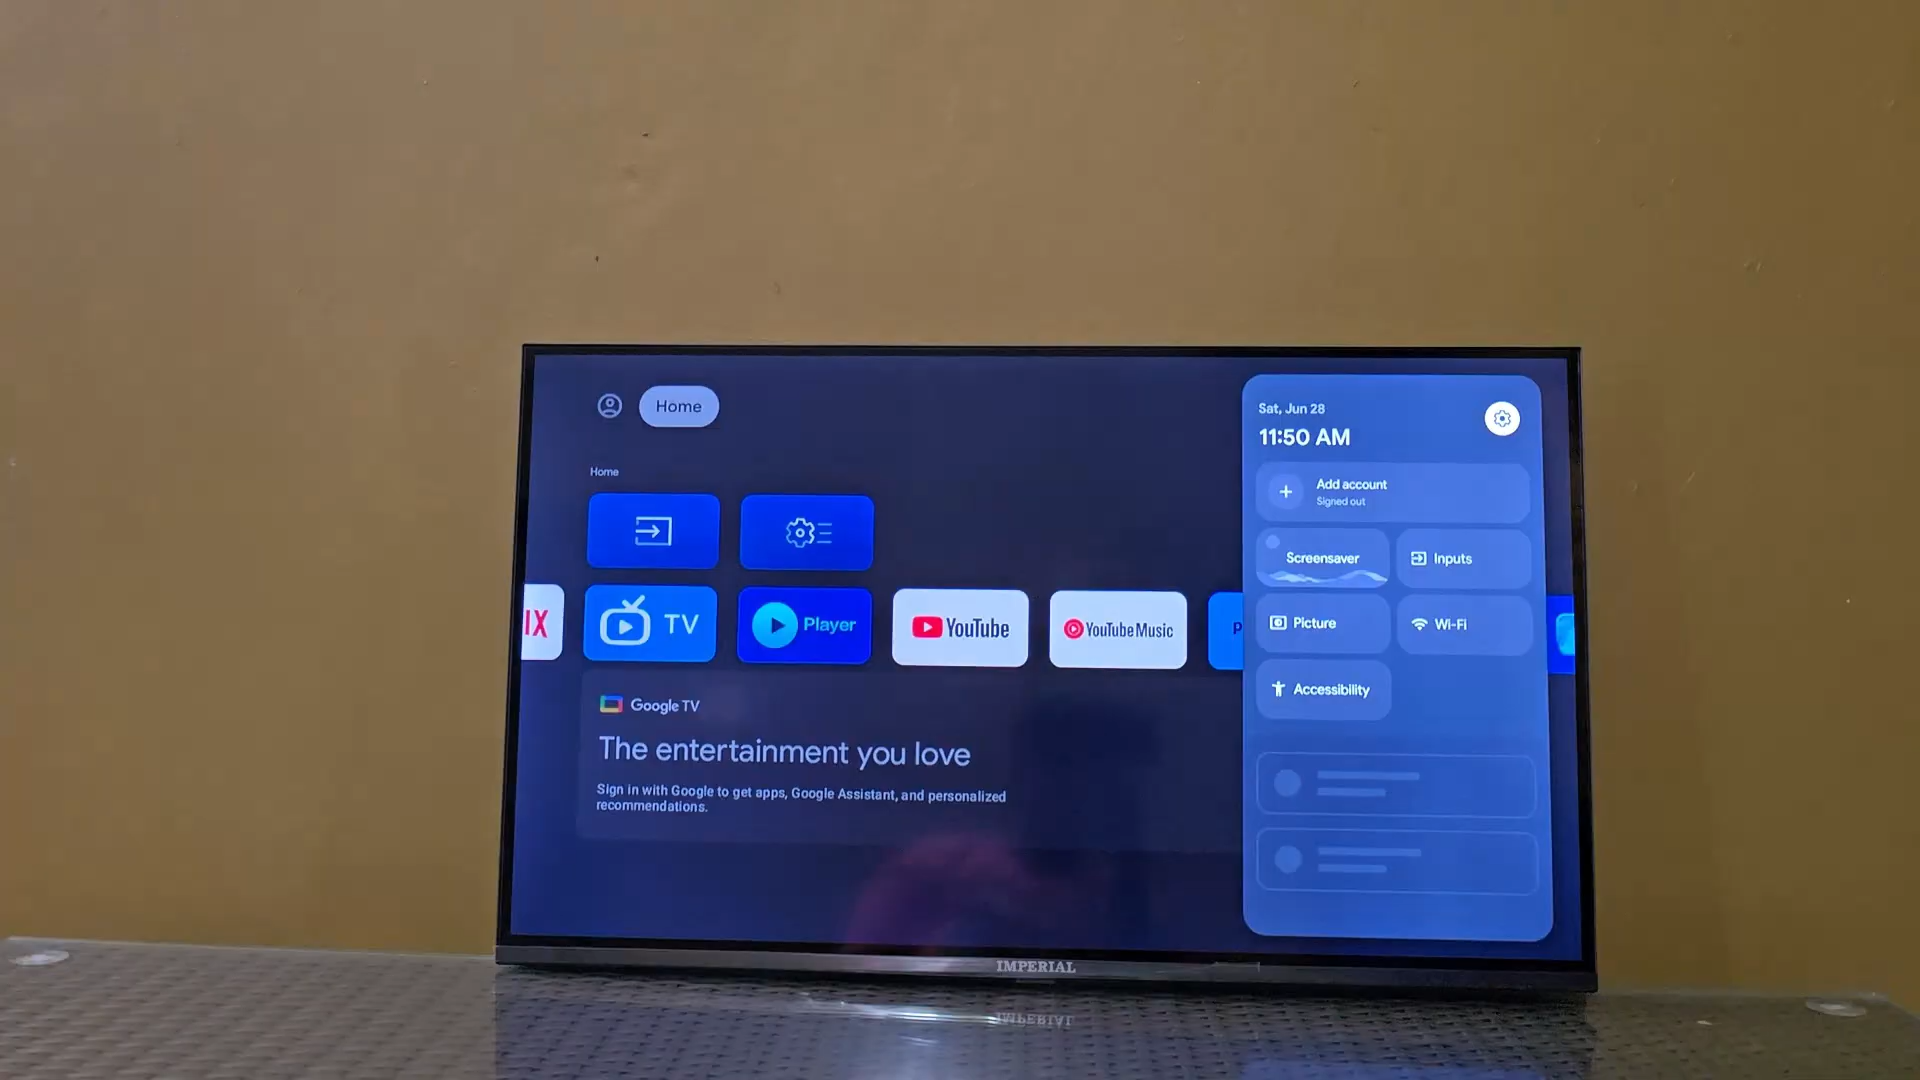 Home
Home
IX
TV
Player
YouTube
YouTube Music
P
Google TV
The entertainment you love
Sign in with Google to get apps, Google Assistant, and personalized
recommendations.
Sat, Jun 28
11:50 AM
Add account
Signed out
Screensaver
Inputs
Picture
Wi-Fi
Accessibility
IMPERIAL